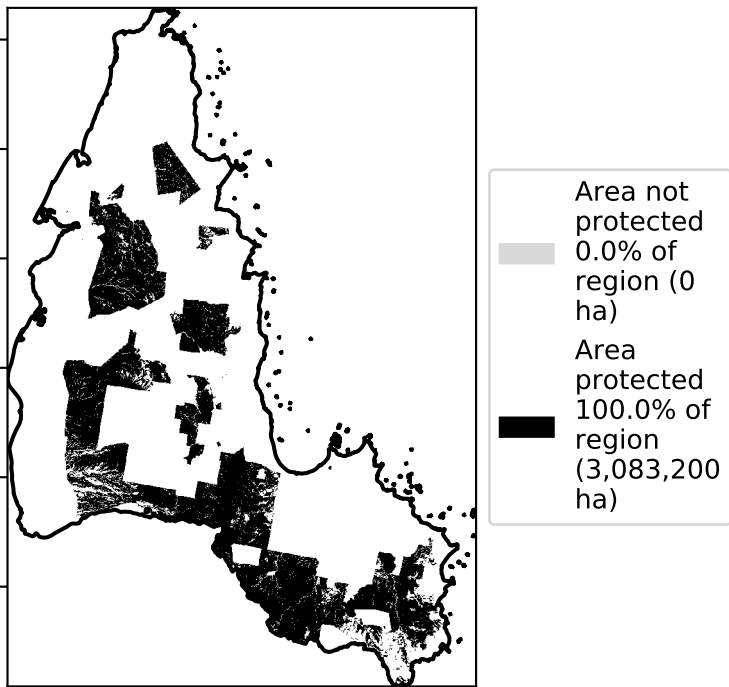 Area not
protected
0.0% of
region (0
ha)
Area
protected
100.0% of
region
(3,083,200
ha)